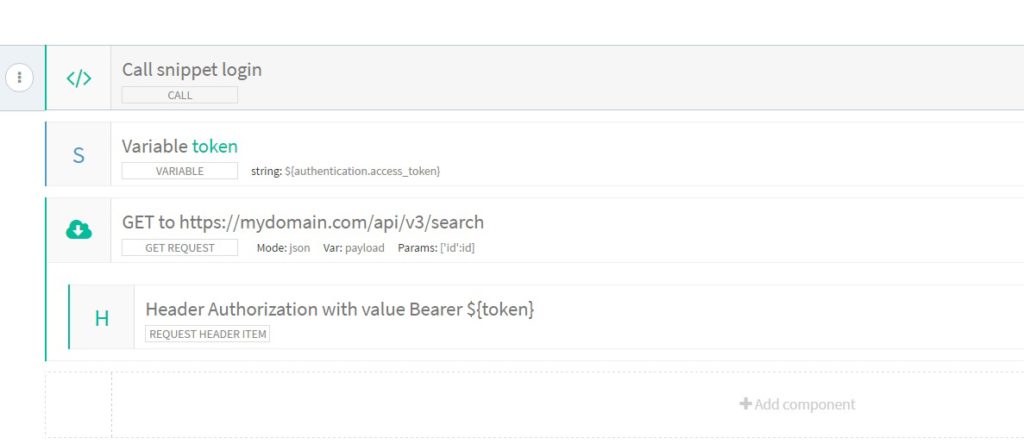 </>
Call snippet login
CALL
S
Variable token
VARIABLE string: ${authentication.access_token}
GET to https://mydomain.com/api/v3/search
GET REQUEST Mode: json Var: payload Params: ['id':id]
H
Header Authorization with value Bearer ${token}
REQUEST HEADER ITEM
Add component